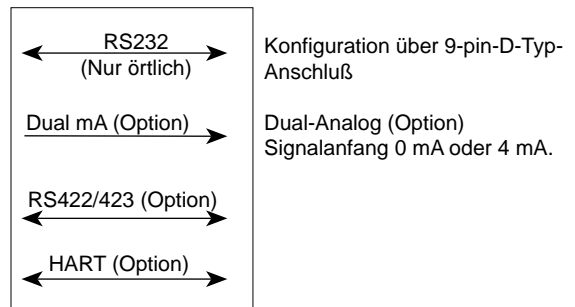 RS232
(Nur örtlich)
Konfiguration über 9-pin-D-Typ-
Anschluß
Dual mA (Option)
Dual-Analog (Option)
Signalanfang 0 mA oder 4 mA.
RS422/423 (Option)
HART (Option)